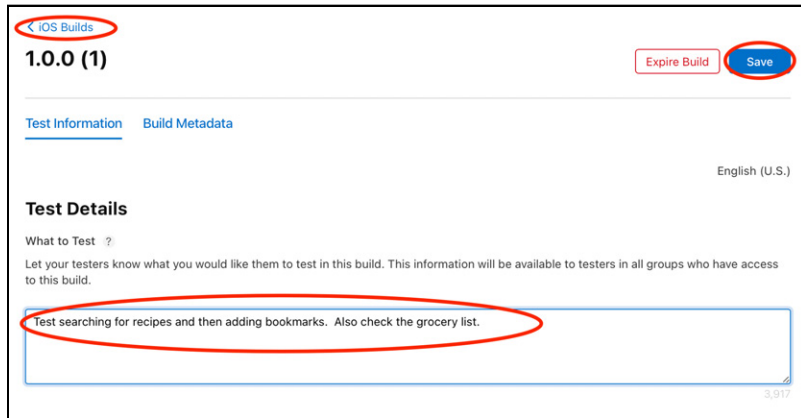 iOS Builds
1.0.0 (1)
Expire Build
Save
Test Information Build Metadata
English (U.S.)
Test Details
What to Test ?
Let your testers know what you would like them to test in this build. This information will be available to testers in all groups who have access
to this build.
Test searching for recipes and then adding bookmarks.  Also check the grocery list.
3,917